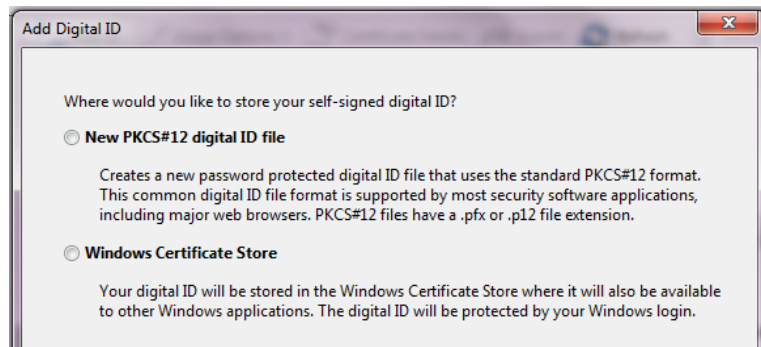 Add Digital ID
Where would you like to store your self-signed digital ID?
New PKCS#12 digital ID file
Creates a new password protected digital ID file that uses the standard PKCS#12 format.
This common digital ID file format is supported by most security software applications,
including major web browsers. PKCS#12 files have a .pfx or .p12 file extension.
Windows Certificate Store
Your digital ID will be stored in the Windows Certificate Store where it will also be available
to other Windows applications. The digital ID will be protected by your Windows login.